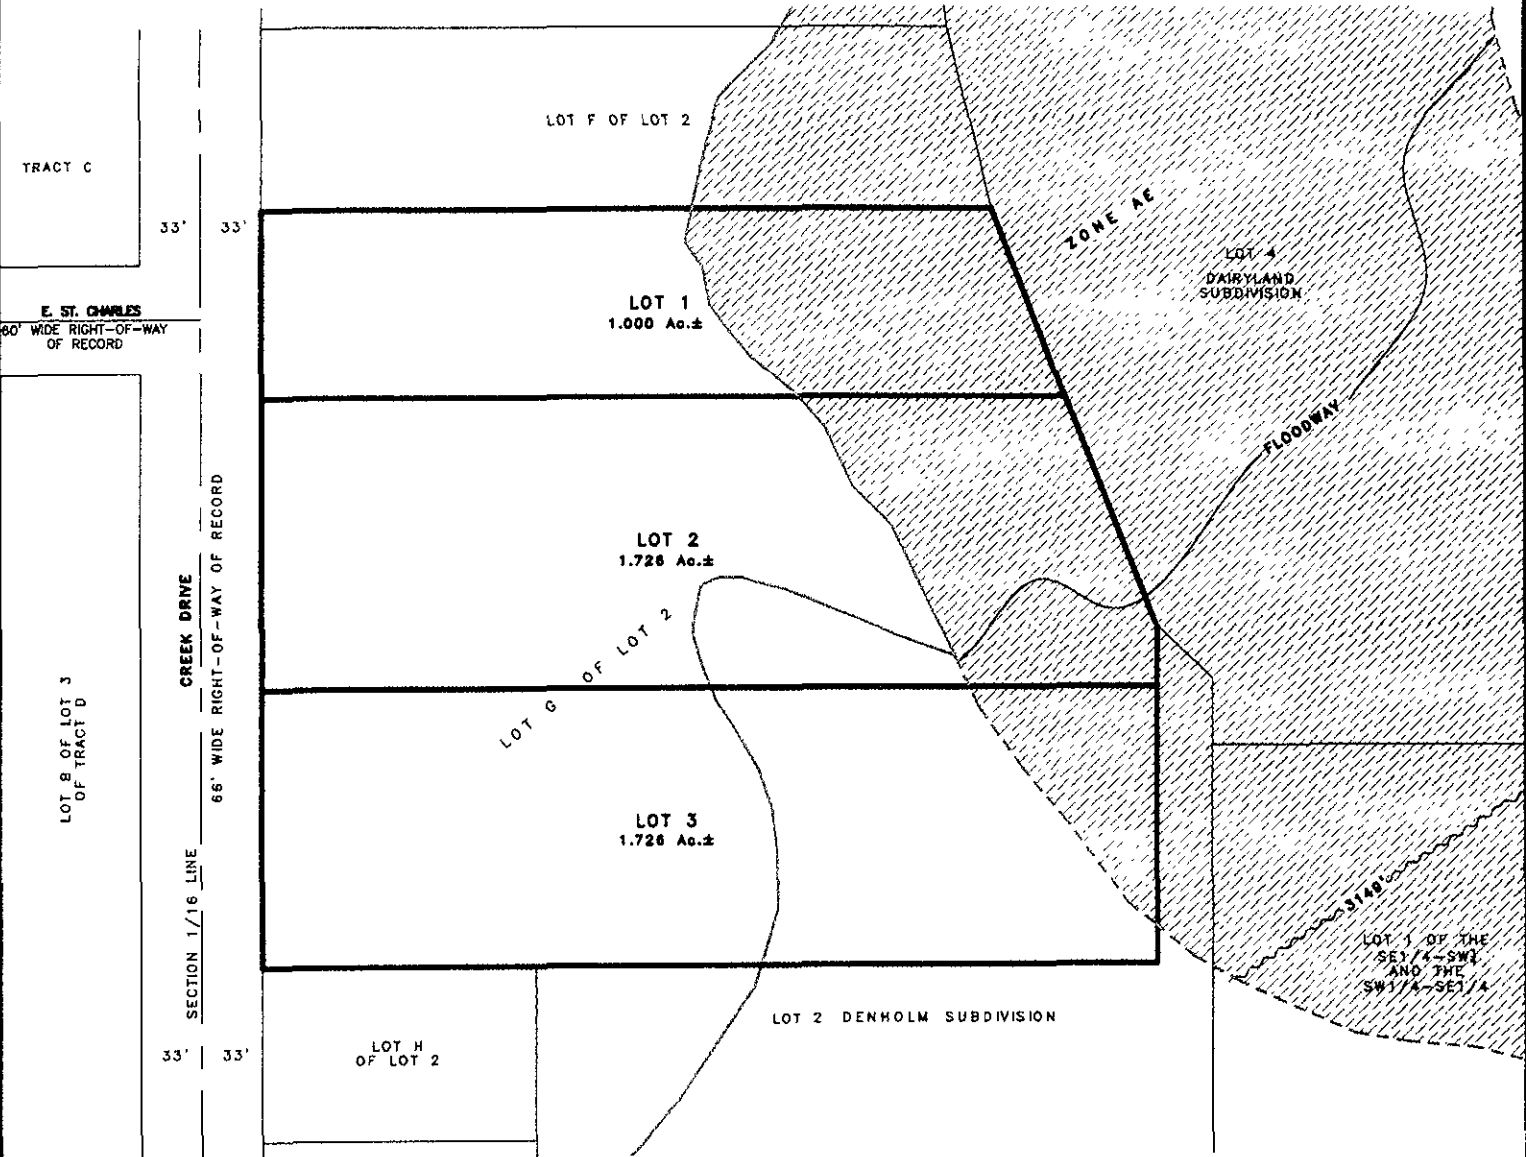 LOT F OF LOT 2
TRACT C
33'
33'
ZONE AE
LOT 4
DAIRYLAND
SUBDIVISION
E. ST. CHARLES
60' WIDE RIGHT-OF-WAY
OF RECORD
LOT 1
1.000 Ac.±
FLOODWAY
LOT 2
1.726 Ac.±
CREEK DRIVE
66' WIDE RIGHT-OF-WAY OF RECORD
LOT G OF LOT 2
LOT B OF LOT 3
OF TRACT D
LOT 3
1.726 Ac.±
SECTION 1/16 LINE
3149'
LOT 1 OF THE
SE1/4-SW¼
AND THE
SW1/4-SE1/4
LOT 2 DENHOLM SUBDIVISION
33'
33'
LOT H
OF LOT 2